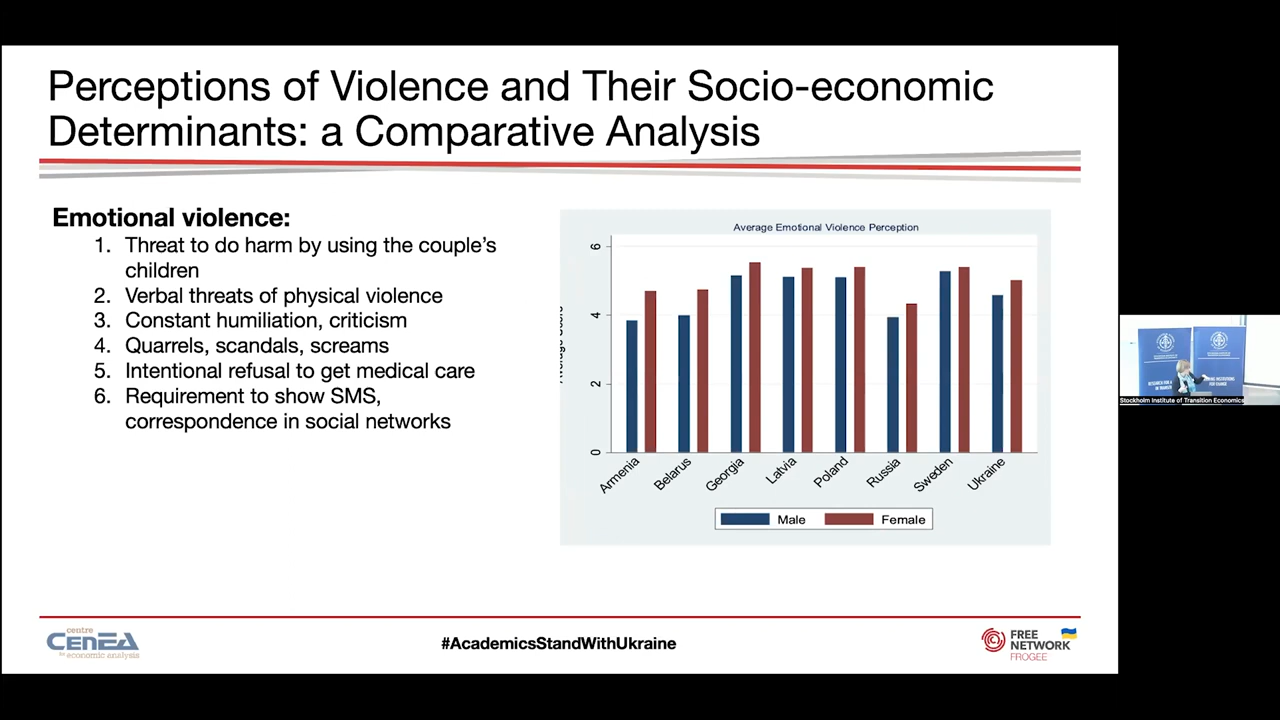 Perceptions of Violence and Their Socio-economic
Determinants: a Comparative Analysis
Emotional violence:
1. Threat to do harm by using the couple's
children
2. Verbal threats of physical violence
3. Constant humiliation, criticism
4. Quarrels, scandals, screams
5. Intentional refusal to get medical care
6. Requirement to show SMS,
correspondence in social networks
Average Emotional Violence Perception
6
4
2
0
Armenia
Belarus
Georgia
Latvia
Poland
Russia
Sweden
Ukraine
Male
Female
centre
CenEA
for economic analysis
#AcademicsStandWithUkraine
FREE
NETWORK
FROGEE
FOR CHANGE
Stockholm Institute of Transition Economics